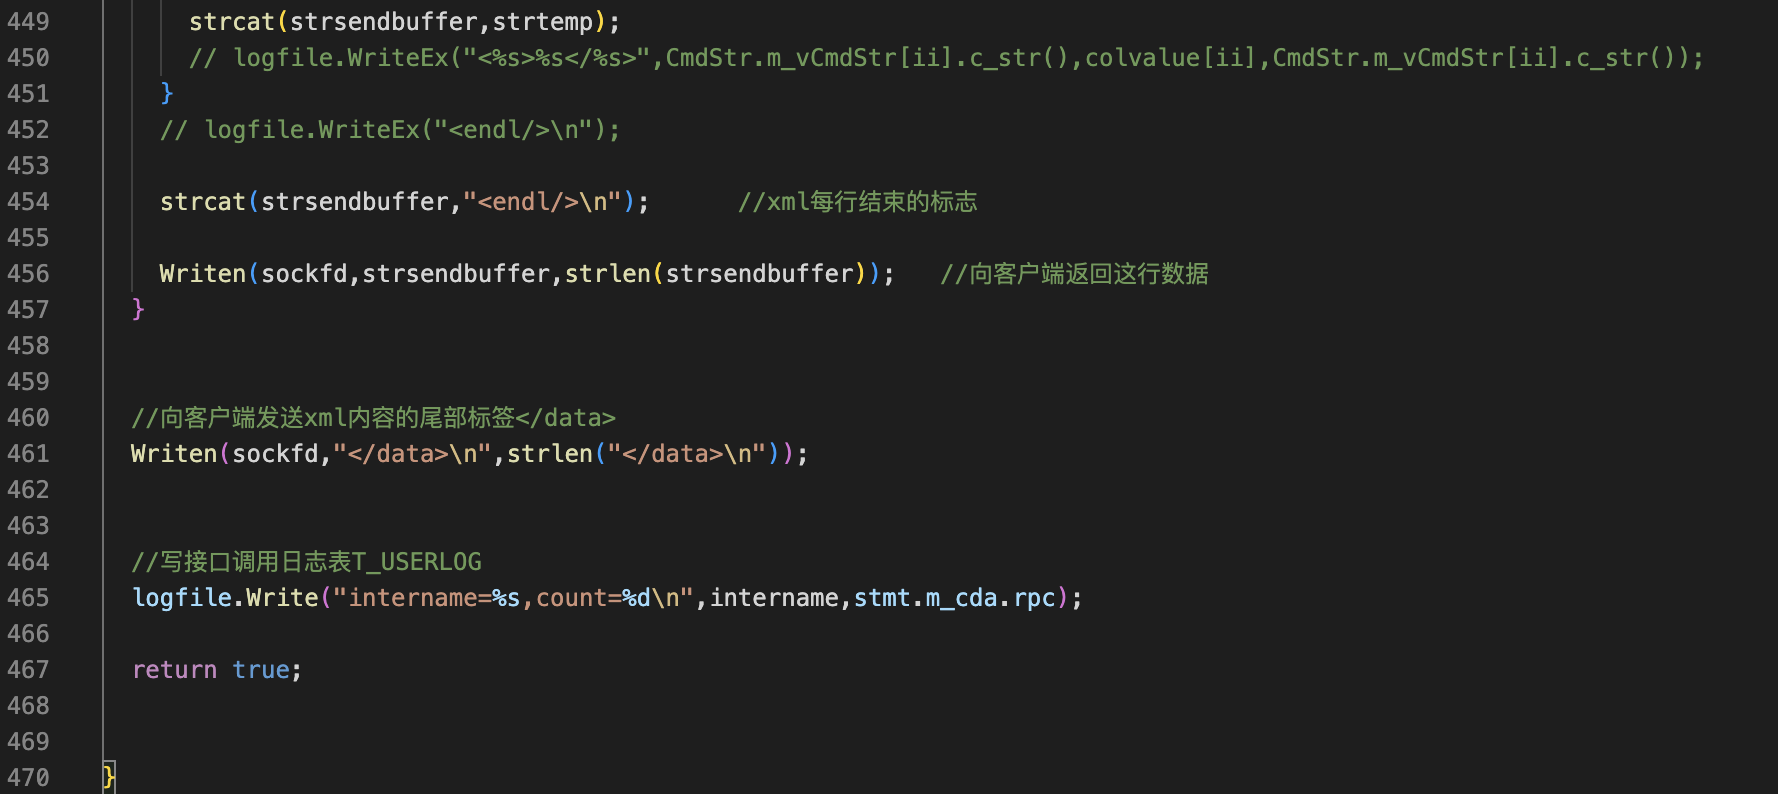 449 strcat(strsendbuffer,strtemp);
450 // logfile.WriteEx("<%s>%s</%s>",CmdStr.m_vCmdStr[ii].c_str(),colvalue[ii],CmdStr.m_vCmdStr[ii].c_str());
451 }
452 // logfile.WriteEx("<endl/>\n");
453
454 strcat(strsendbuffer,"<endl/>\n"); //xml每行结束的标志
455
456 Writen(sockfd,strsendbuffer,strlen(strsendbuffer)); //向客户端返回这行数据
457 }
458
459
460 //向客户端发送xml内容的尾部标签</data>
461 Writen(sockfd,"</data>\n",strlen("</data>\n"));
462
463
464 //写接口调用日志表T_USERLOG
465 logfile.Write("intername=%s,count=%d\n",intername,stmt.m_cda.rpc);
466
467 return true;
468
469
470 }